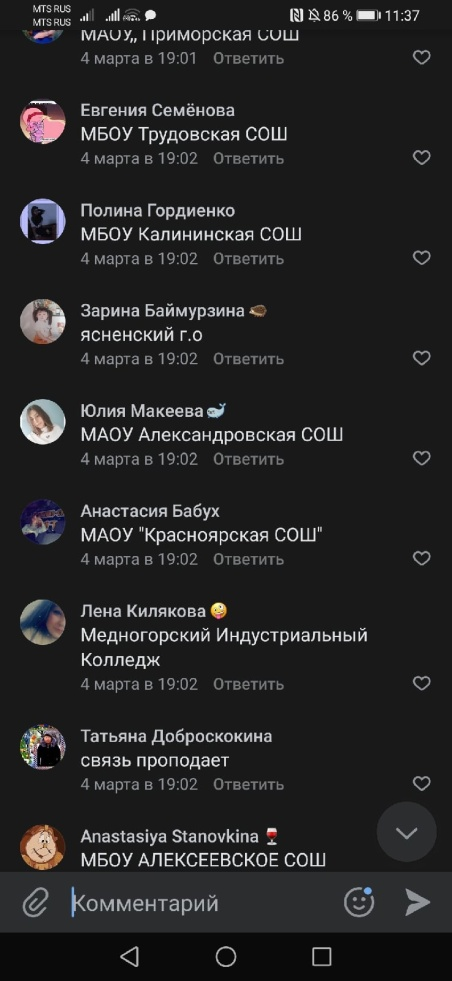 MTS RUS
MTS RUS
86 %
11:37
МАОУ,, Приморская СОШ
4 марта в 19:01 Ответить
Евгения Семёнова
МБОУ Трудовская СОШ
4 марта в 19:02 Ответить
Полина Гордиенко
МБОУ Калининская СОШ
4 марта в 19:02 Ответить
Зарина Баймурзина
ясненский г.о
4 марта в 19:02 Ответить
Юлия Макеева
МАОУ Александровская СОШ
4 марта в 19:02 Ответить
Анастасия Бабух
МАОУ "Красноярская СОШ"
4 марта в 19:02 Ответить
Лена Килякова 🤪
Медногорский Индустриальный
Колледж
4 марта в 19:02 Ответить
Татьяна Доброскокина
связь проподает
4 марта в 19:02 Ответить
Anastasiya Stanovkina 🍷
МБОУ АЛЕКСЕЕВСКОЕ СОШ
Комментарий